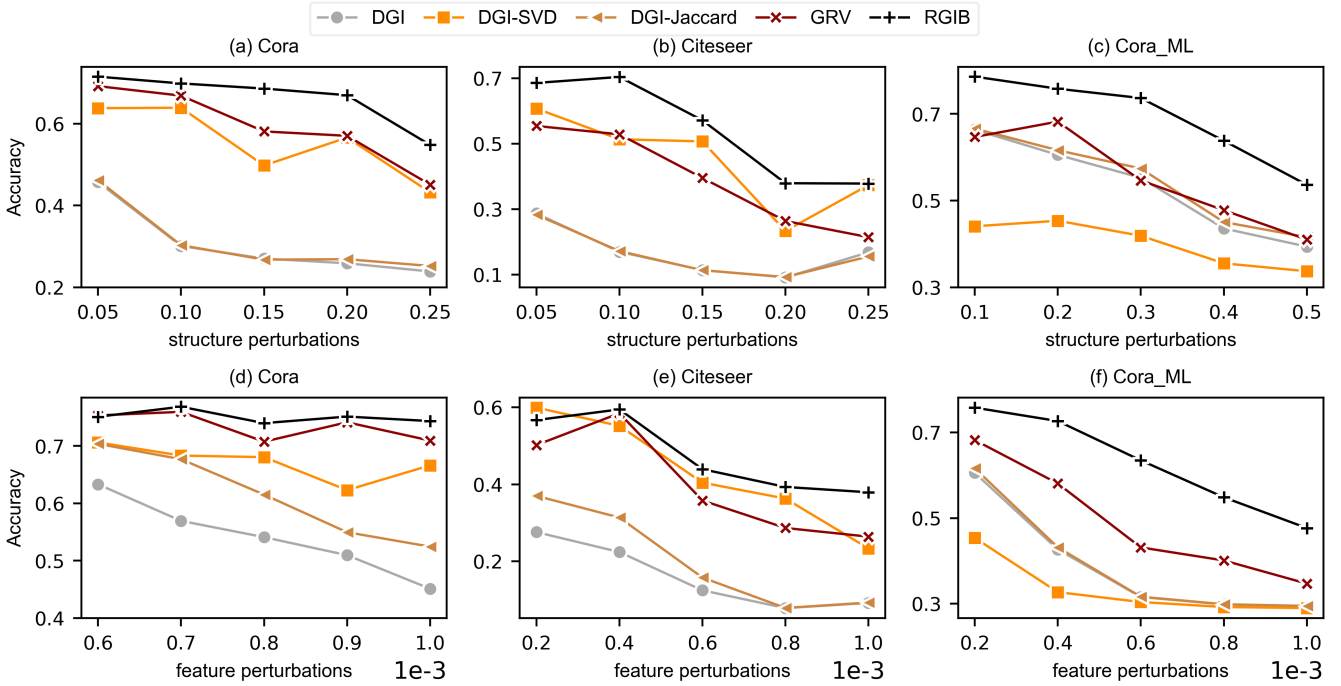 DGI DGI-SVD DGI-Jaccard GRV RGIB
(a) Cora (b) Citeseer (c) Cora_ML
Accuracy
0.6
0.4
0.2
0.05 0.10 0.15 0.20 0.25
structure perturbations
0.7
0.5
0.3
0.1
0.05 0.10 0.15 0.20 0.25
structure perturbations
0.7
0.5
0.3
0.1 0.2 0.3 0.4 0.5
structure perturbations
(d) Cora (e) Citeseer (f) Cora_ML
Accuracy
0.7
0.6
0.5
0.4
0.6 0.7 0.8 0.9 1.0
feature perturbations 1e-3
0.6
0.4
0.2
0.2 0.4 0.6 0.8 1.0
feature perturbations 1e-3
0.7
0.5
0.3
0.2 0.4 0.6 0.8 1.0
feature perturbations 1e-3